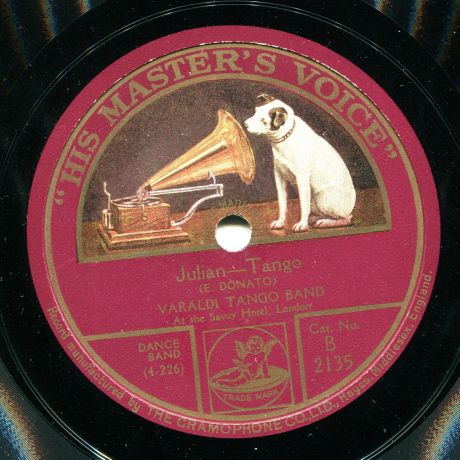 "HIS MASTER'S VOICE"
MARK
Julian—Tango
(E. DONATO)
VARALDI TANGO BAND
At the Savoy Hotel, London
DANCE
BAND
(4-226)
Cat. No.
B
2135
TRADE MARK
Record manufactured by THE GRAMOPHONE CO., LTD., Hayes, Middlesex, England.